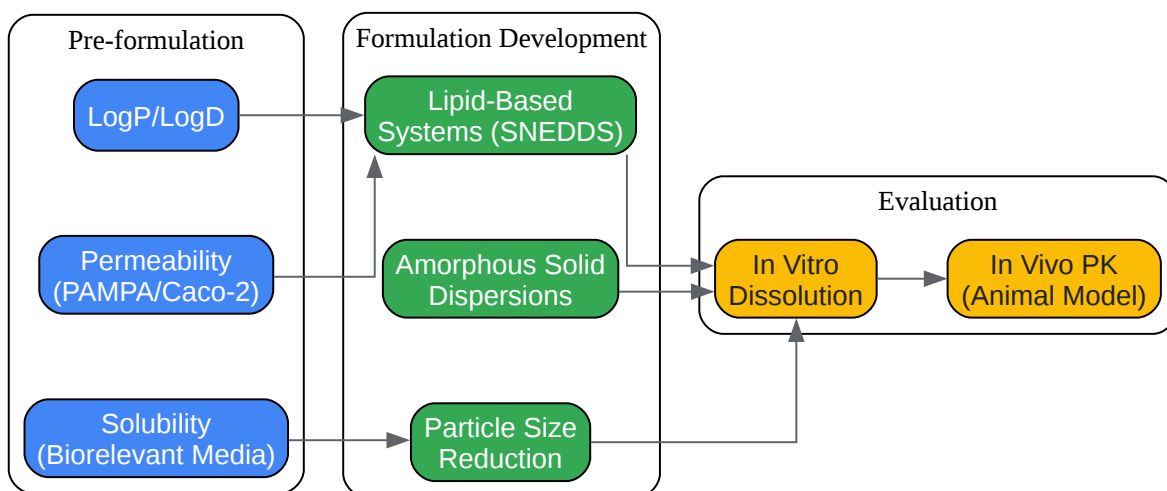 Pre-formulation
LogP/LogD
Permeability
(PAMPA/Caco-2)
Solubility
(Biorelevant Media)
Formulation Development
Lipid-Based
Systems (SNEDDS)
Amorphous Solid
Dispersions
Particle Size
Reduction
Evaluation
In Vitro
Dissolution
In Vivo PK
(Animal Model)